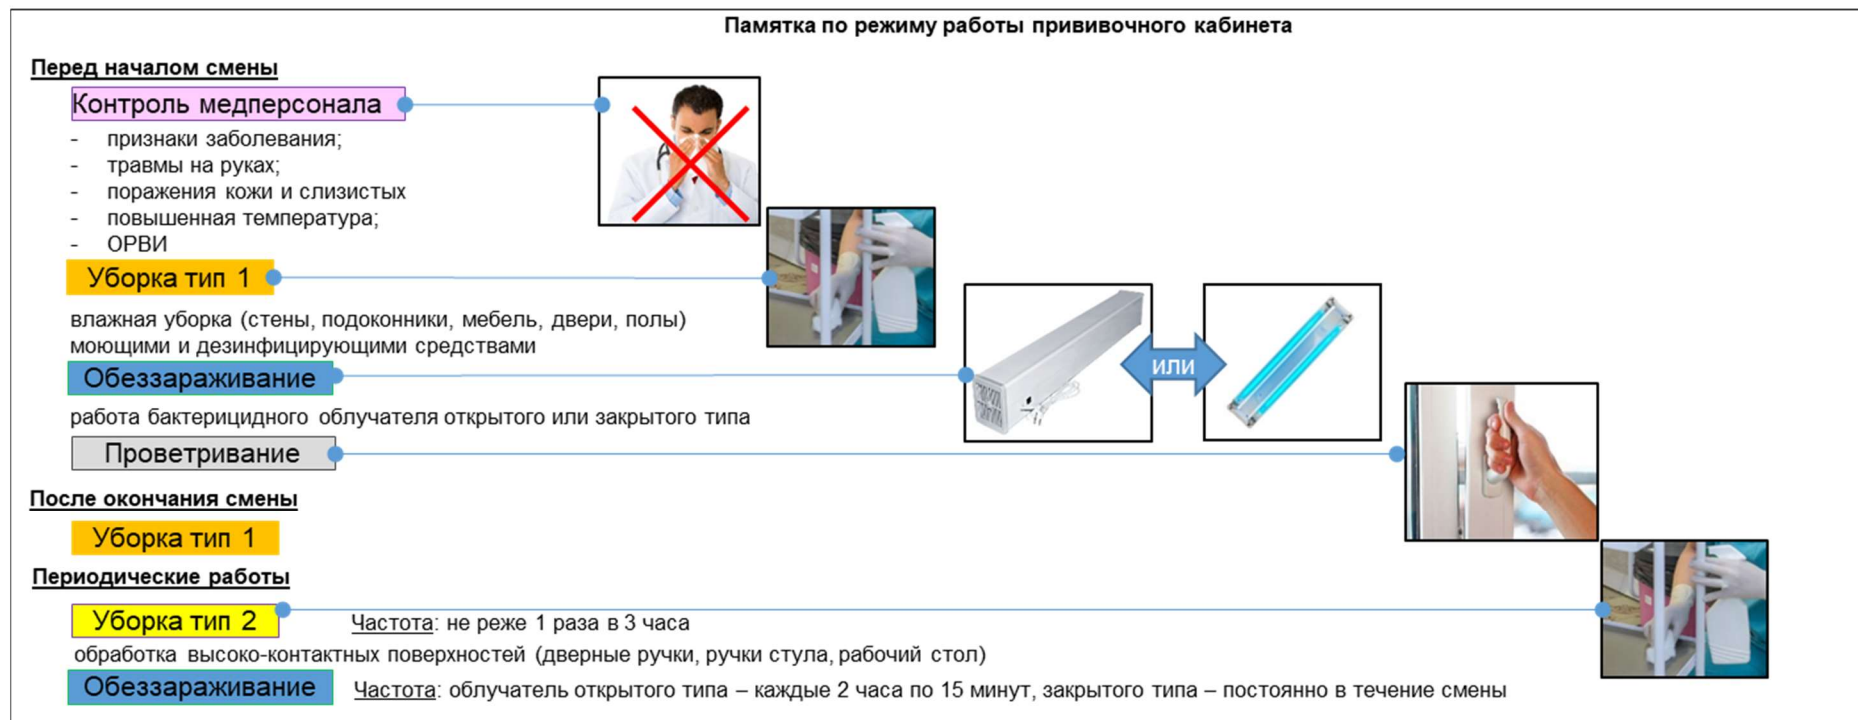 Памятка по режиму работы прививочного кабинета
Перед началом смены
Контроль медперсонала
- признаки заболевания;
- травмы на руках;
- поражения кожи и слизистых
- повышенная температура;
- ОРВИ
Уборка тип 1
влажная уборка (стены, подоконники, мебель, двери, полы)
моющими и дезинфицирующими средствами
Обеззараживание
ИЛИ
работа бактерицидного облучателя открытого или закрытого типа
Проветривание
После окончания смены
Уборка тип 1
Периодические работы
Уборка тип 2 Частота: не реже 1 раза в 3 часа
обработка высоко-контактных поверхностей (дверные ручки, ручки стула, рабочий стол)
Обеззараживание Частота: облучатель открытого типа – каждые 2 часа по 15 минут, закрытого типа – постоянно в течение смены